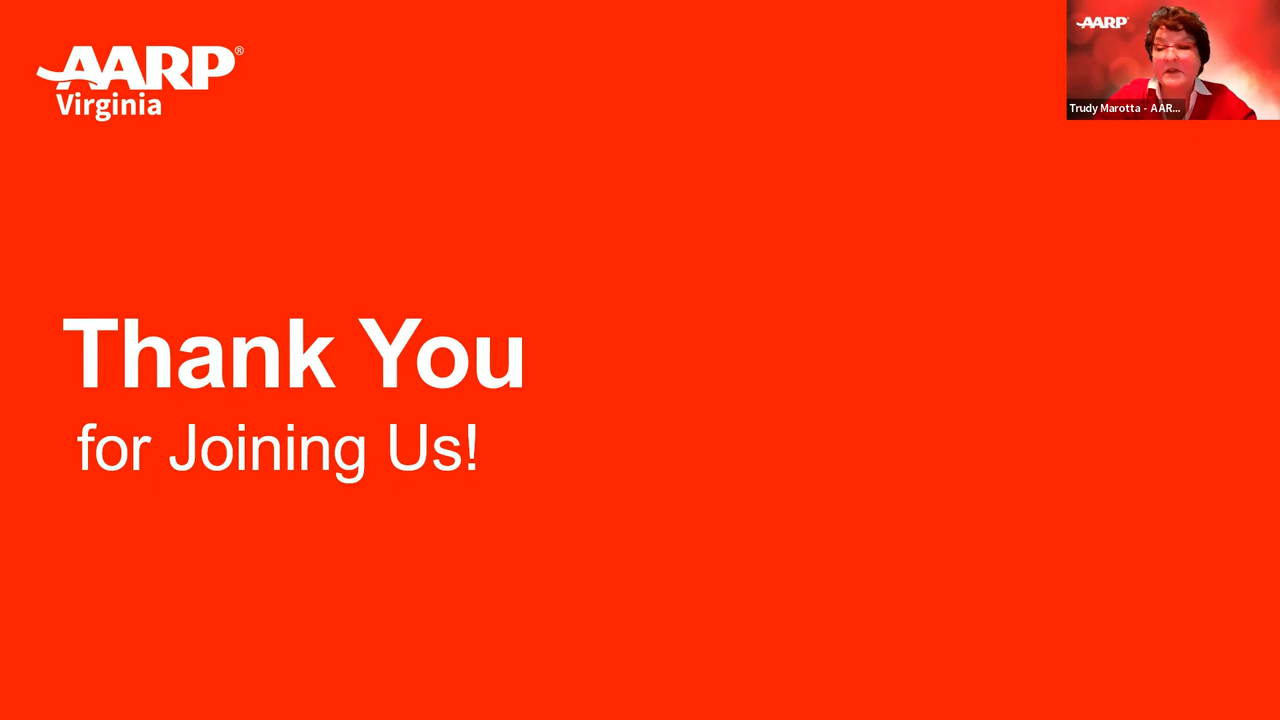 AARP®
Virginia
AARP
Trudy Marotta - AAR...
Thank You
for Joining Us!